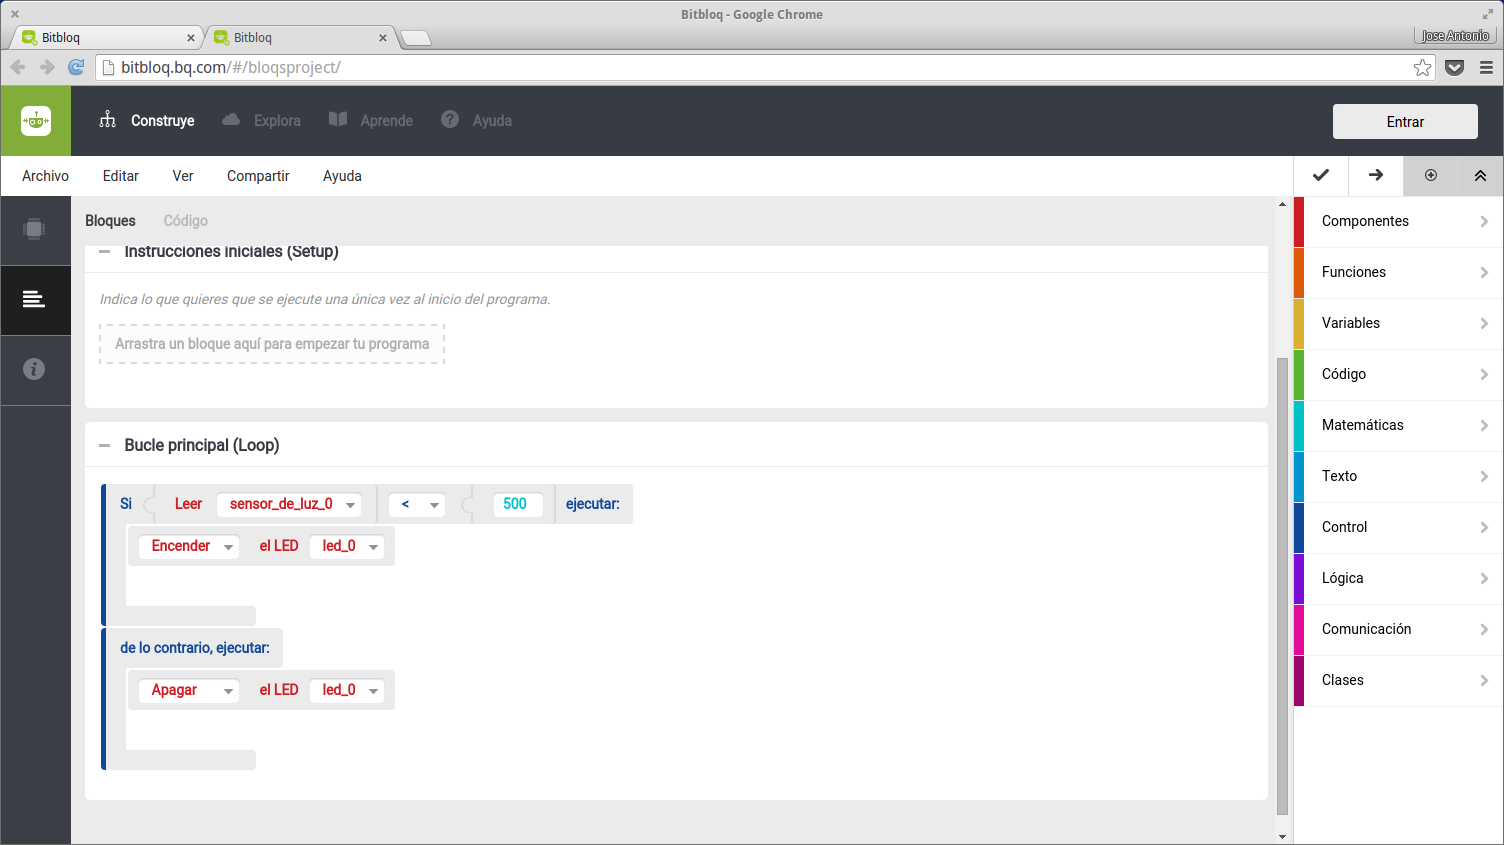 Bitbloq - Google Chrome
Bitbloq
Bitbloq
Jose Antonio
bitbloq.bq.com/#/bloqsproject/
Construye Explora Aprende Ayuda
Entrar
Archivo Editar Ver Compartir Ayuda
Bloques Código
Instrucciones iniciales (Setup)
Indica lo que quieres que se ejecute una única vez al inicio del programa.
Arrastra un bloque aquí para empezar tu programa
Bucle principal (Loop)
Si Leer sensor_de_luz_0 < 500 ejecutar:
Encender el LED led_0
de lo contrario, ejecutar:
Apagar el LED led_0
Componentes
Funciones
Variables
Código
Matemáticas
Texto
Control
Lógica
Comunicación
Clases